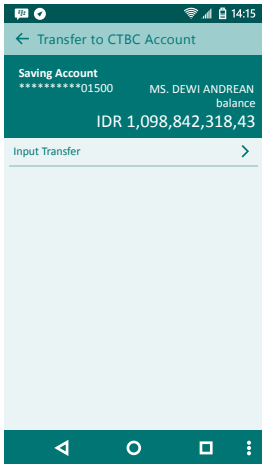 14:15
Transfer to CTBC Account
Saving Account
**********01500
MS. DEWI ANDREAN
balance
IDR 1,098,842,318,43
Input Transfer